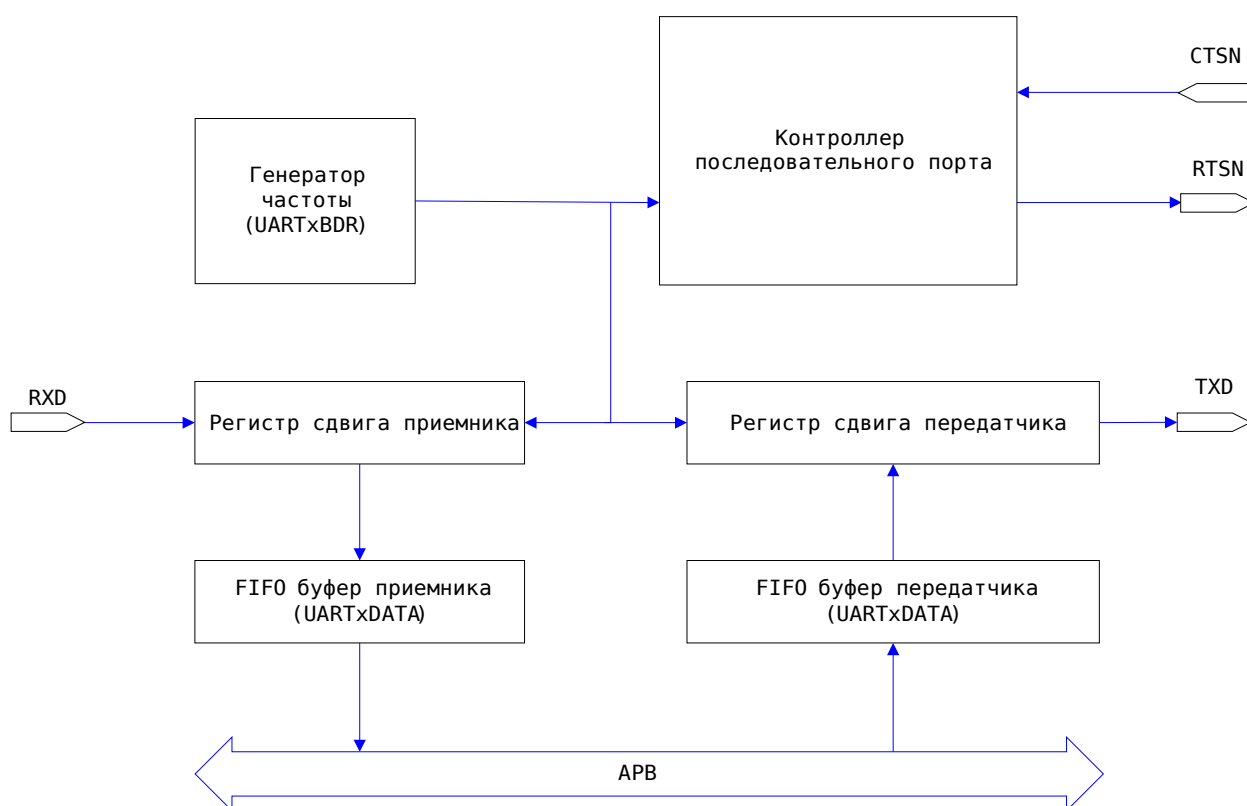 CTSN
Контроллер
последовательного порта
Генератор
частоты
(UARTxBDR)
RTSN
RXD
Регистр сдвига приемника
Регистр сдвига передатчика
TXD
FIFO буфер приемника
(UARTxDATA)
FIFO буфер передатчика
(UARTxDATA)
APB